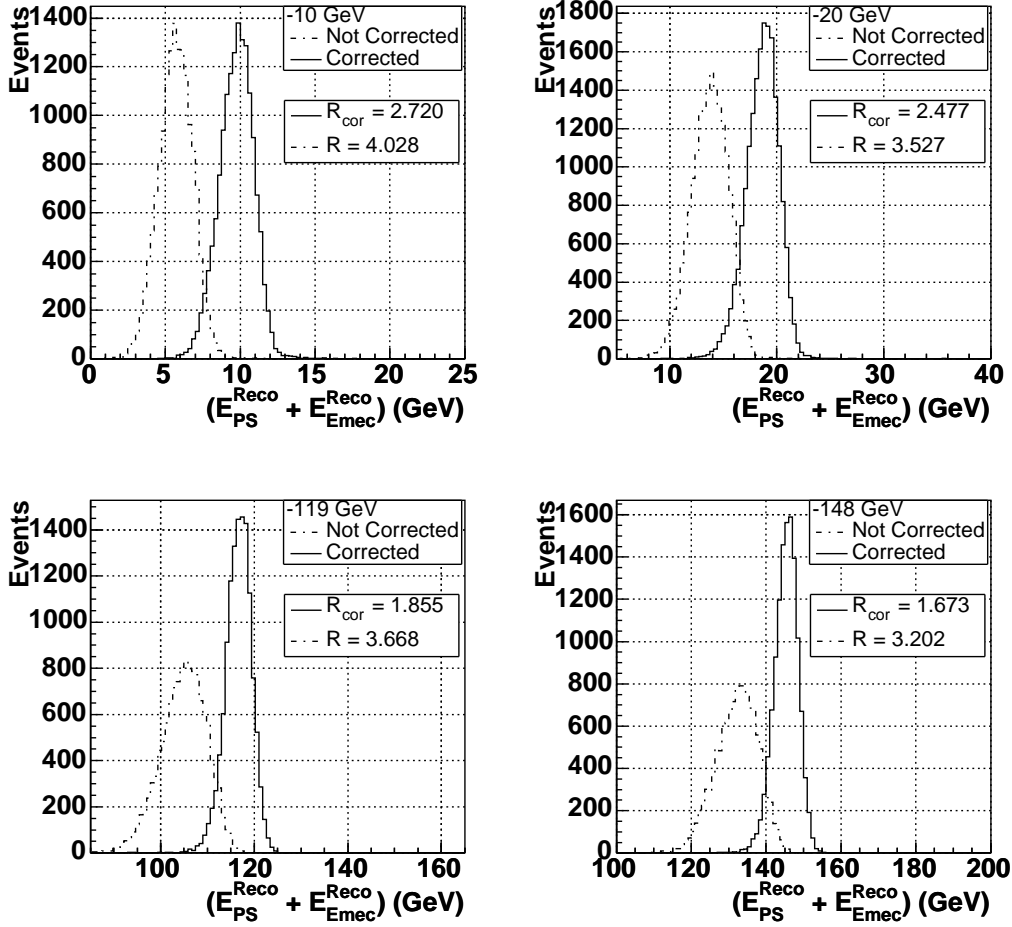 -10 GeV
Not Corrected
Corrected
R_cor = 2.720
R = 4.028
Events
1400
1200
1000
800
600
400
200
0
0 5 10 15 20 25
(E_PS^Reco + E_Emec^Reco) (GeV)
-20 GeV
Not Corrected
Corrected
R_cor = 2.477
R = 3.527
Events
1800
1600
1400
1200
1000
800
600
400
200
0
10 20 30 40
(E_PS^Reco + E_Emec^Reco) (GeV)
-119 GeV
Not Corrected
Corrected
R_cor = 1.855
R = 3.668
Events
1400
1200
1000
800
600
400
200
0
100 120 140 160
(E_PS^Reco + E_Emec^Reco) (GeV)
-148 GeV
Not Corrected
Corrected
R_cor = 1.673
R = 3.202
Events
1600
1400
1200
1000
800
600
400
200
0
100 120 140 160 180 200
(E_PS^Reco + E_Emec^Reco) (GeV)